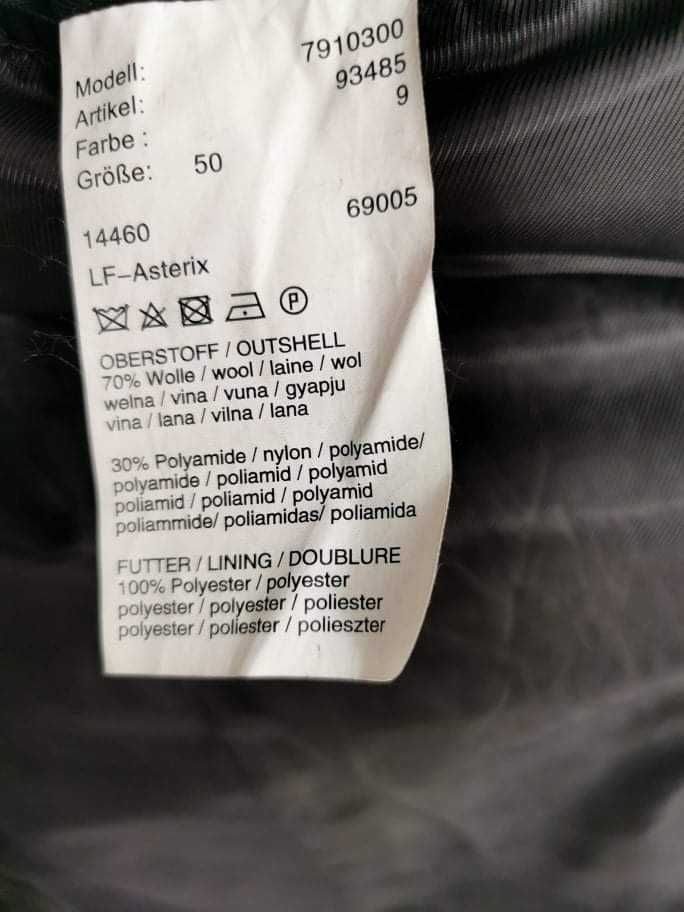 Modell: 7910300
Artikel: 93485
Farbe : 9
Größe: 50
14460 69005
LF-Asterix
P
OBERSTOFF / OUTSHELL
70% Wolle / wool / laine / wol
welna / vina / vuna / gyapju
vina / lana / vilna / lana
30% Polyamide / nylon / polyamide/
polyamide / poliamid / polyamid
poliamid / poliamid / polyamid
poliammide/ poliamidas/ poliamida
FUTTER / LINING / DOUBLURE
100% Polyester / polyester
polyester / polyester / poliester
polyester / poliester / polieszter